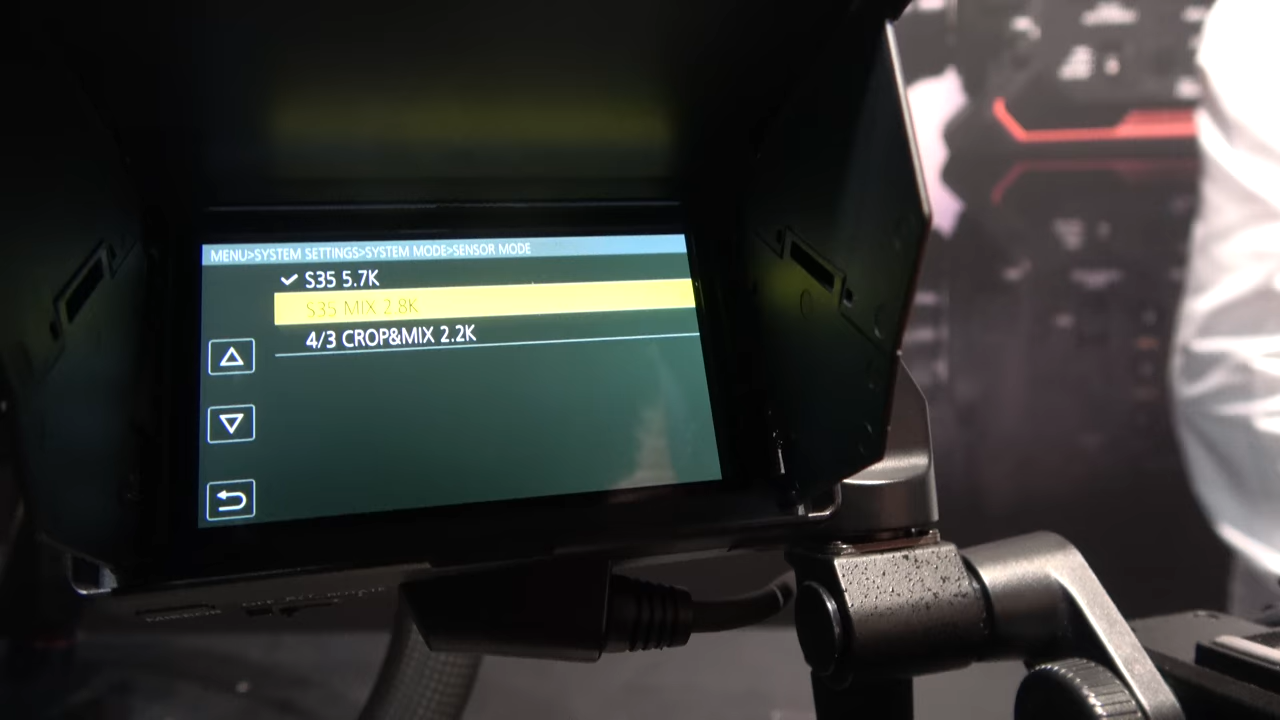 MENU>SYSTEM SETTINGS>SYSTEM MODE>SENSOR MODE
S35 5.7K
S35 MIX 2.8K
4/3 CROP&MIX 2.2K